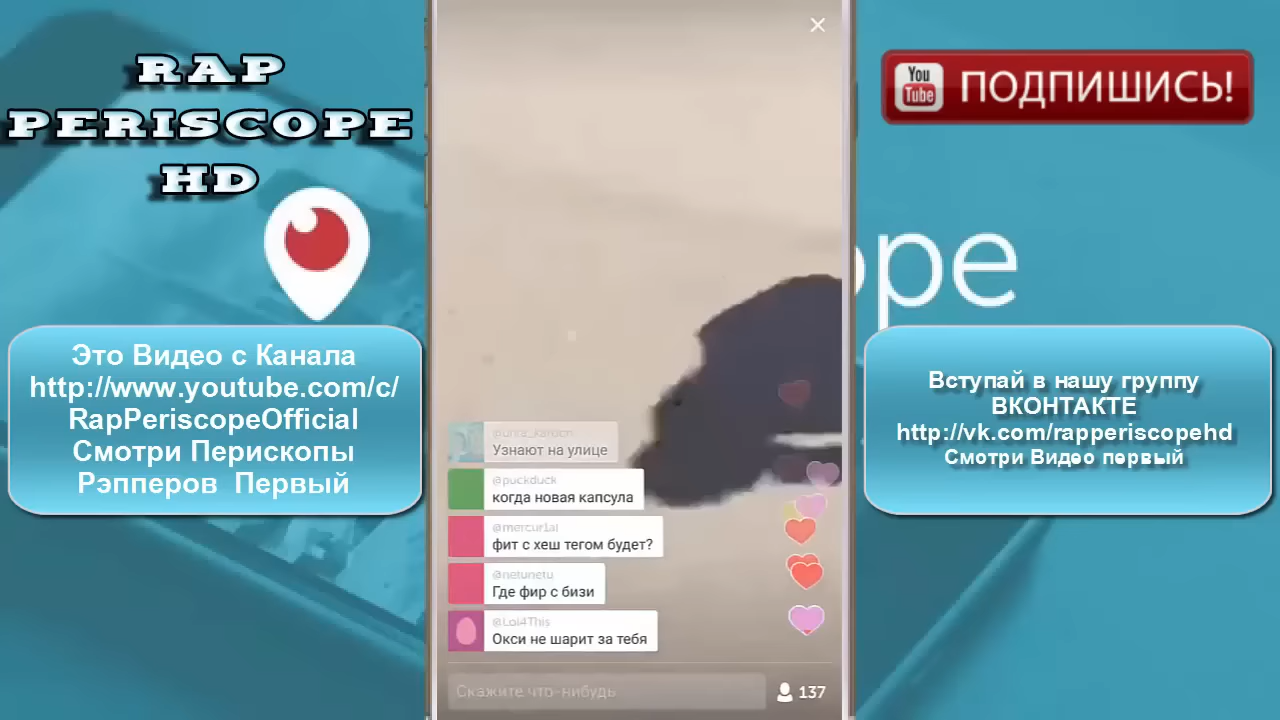 RAP
PERISCOPE
HD
You
Tube
ПОДПИШИСЬ!
ope
Это Видео с Канала
http://www.youtube.com/c/
RapPeriscopeOfficial
Смотри Перископы
Рэпперов Первый
Вступай в нашу группу
ВКОНТАКТЕ
http://vk.com/rapperiscopehd
Смотри Видео первый
Узнают на улице
@puckduck
когда новая капсула
@mercur1al
фит с хеш тегом будет?
@netunetu
Где фир с бизи
@Lol4This
Окси не шарит за тебя
Скажите что-нибудь
137